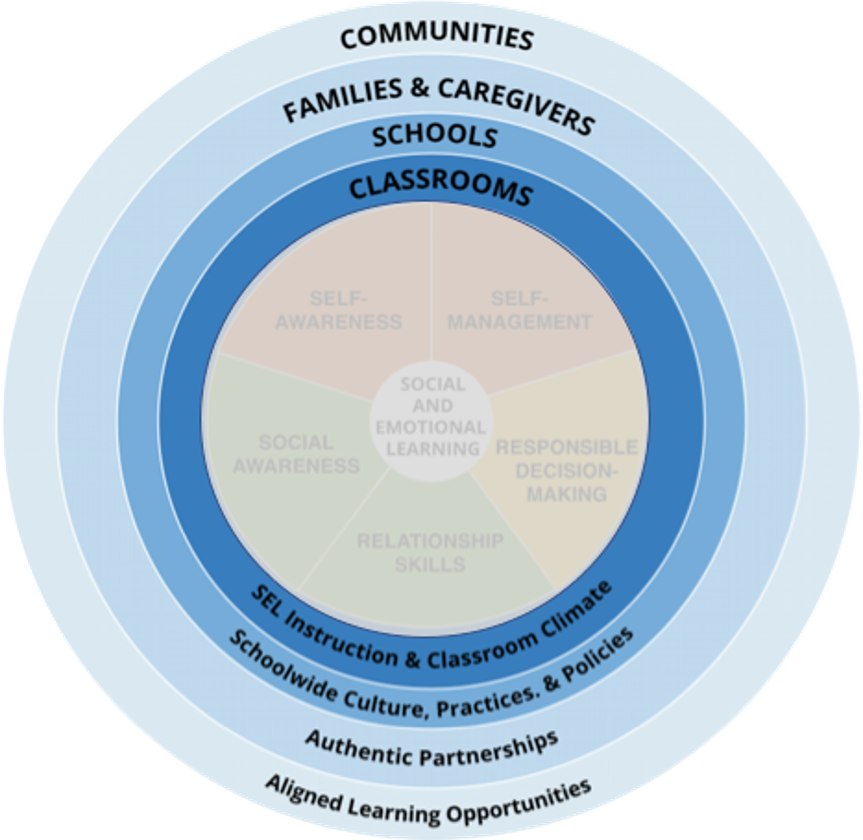 COMMUNITIES
FAMILIES & CAREGIVERS
SCHOOLS
CLASSROOMS
SELF-
AWARENESS
SELF-
MANAGEMENT
SOCIAL
AND
EMOTIONAL
LEARNING
SOCIAL
AWARENESS
RESPONSIBLE
DECISION-
MAKING
RELATIONSHIP
SKILLS
SEL Instruction & Classroom Climate
Schoolwide Culture, Practices. & Policies
Authentic Partnerships
Aligned Learning Opportunities